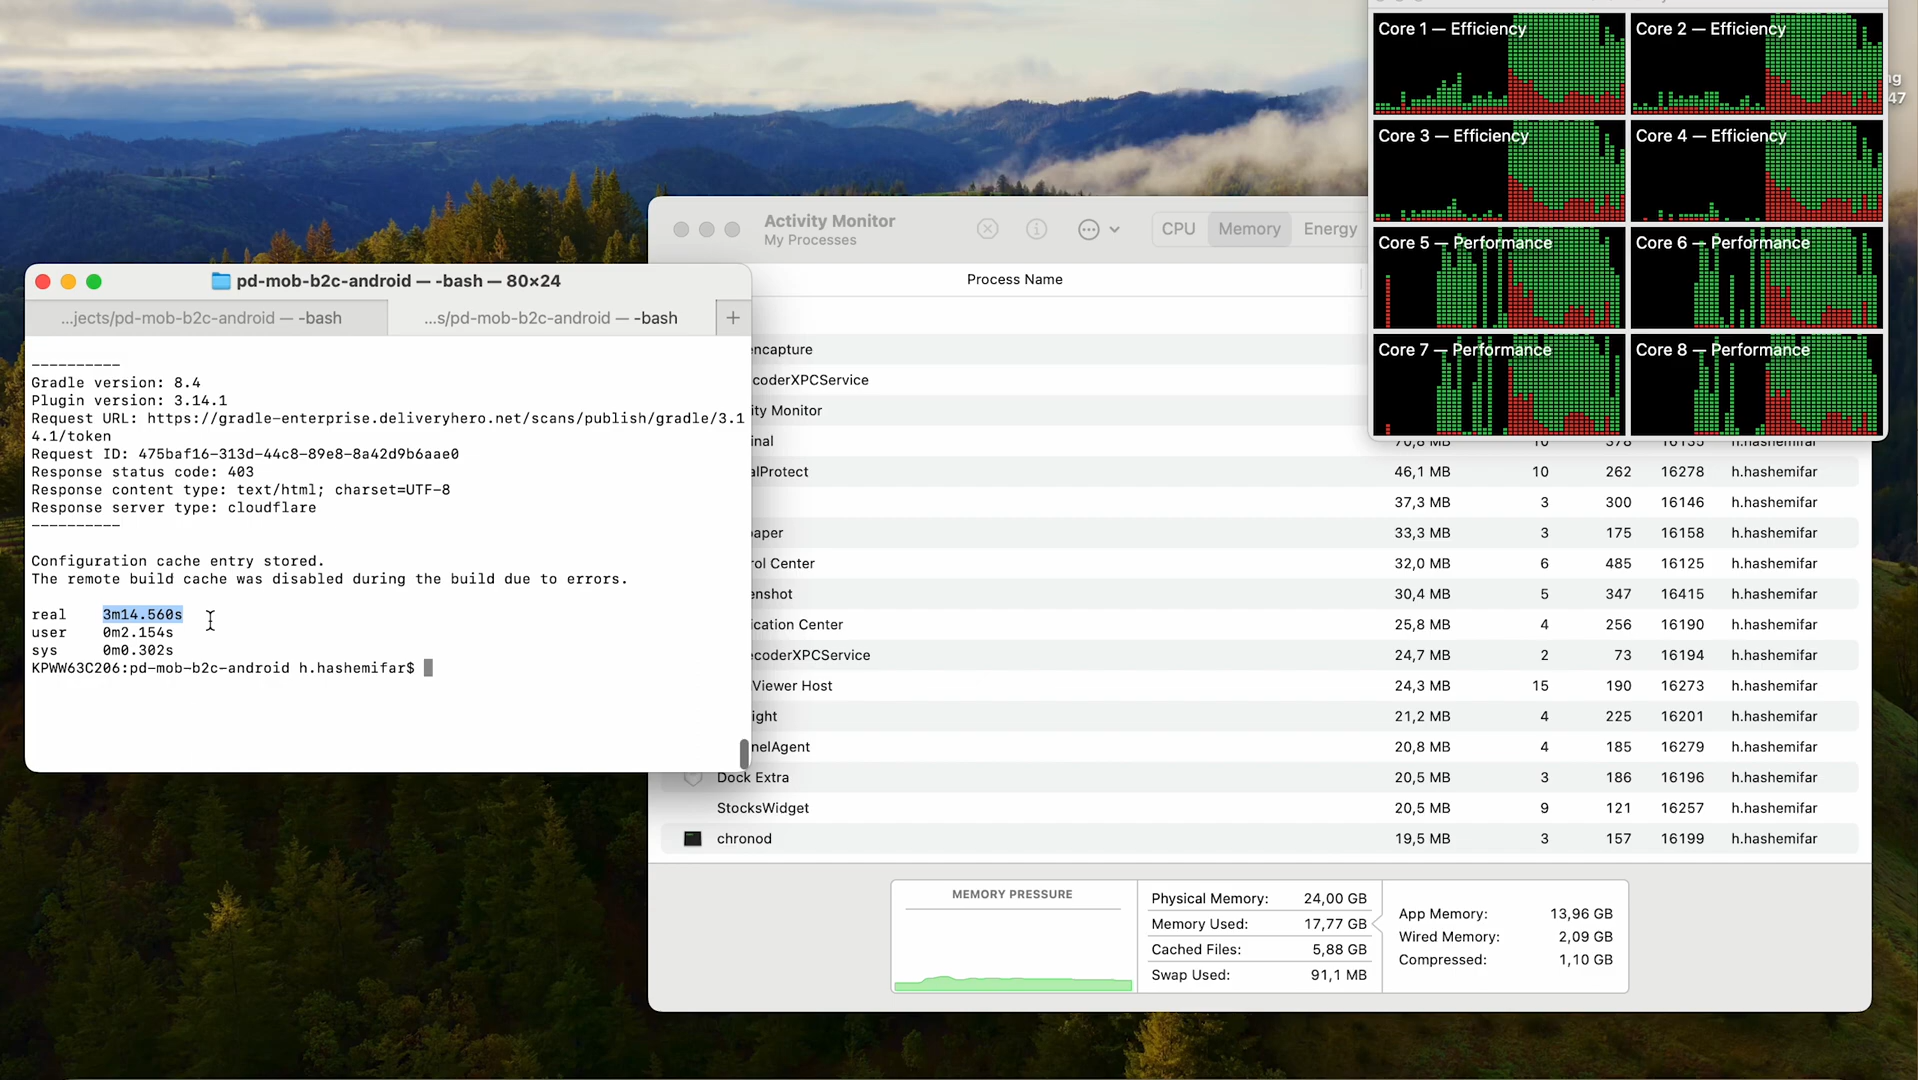 Core 1 — Efficiency
Core 2 — Efficiency
Core 3 — Efficiency
Core 4 — Efficiency
Core 5 — Performance
Core 6 — Performance
Core 7 — Performance
Core 8 — Performance
47
Activity Monitor
My Processes
CPU
Memory
Energy
Process Name
pd-mob-b2c-android — -bash — 80×24
...jects/pd-mob-b2c-android — -bash
...s/pd-mob-b2c-android — -bash
+
----------
Gradle version: 8.4
Plugin version: 3.14.1
Request URL: https://gradle-enterprise.deliveryhero.net/scans/publish/gradle/3.1
4.1/token
Request ID: 475baf16-313d-44c8-89e8-8a42d9b6aae0
Response status code: 403
Response content type: text/html; charset=UTF-8
Response server type: cloudflare
----------
Configuration cache entry stored.
The remote build cache was disabled during the build due to errors.
real 3m14.560s
user 0m2.154s
sys 0m0.302s
KPWW63C206:pd-mob-b2c-android h.hashemifar$
encapture
coderXPCService
ity Monitor
inal
alProtect 46,1 MB 10 262 16278 h.hashemifar
37,3 MB 3 300 16146 h.hashemifar
paper 33,3 MB 3 175 16158 h.hashemifar
ol Center 32,0 MB 6 485 16125 h.hashemifar
enshot 30,4 MB 5 347 16415 h.hashemifar
ication Center 25,8 MB 4 256 16190 h.hashemifar
ecoderXPCService 24,7 MB 2 73 16194 h.hashemifar
Viewer Host 24,3 MB 15 190 16273 h.hashemifar
ight 21,2 MB 4 225 16201 h.hashemifar
nelAgent 20,8 MB 4 185 16279 h.hashemifar
Dock Extra 20,5 MB 3 186 16196 h.hashemifar
StocksWidget 20,5 MB 9 121 16257 h.hashemifar
chronod 19,5 MB 3 157 16199 h.hashemifar
MEMORY PRESSURE
Physical Memory: 24,00 GB
Memory Used: 17,77 GB
Cached Files: 5,88 GB
Swap Used: 91,1 MB
App Memory: 13,96 GB
Wired Memory: 2,09 GB
Compressed: 1,10 GB